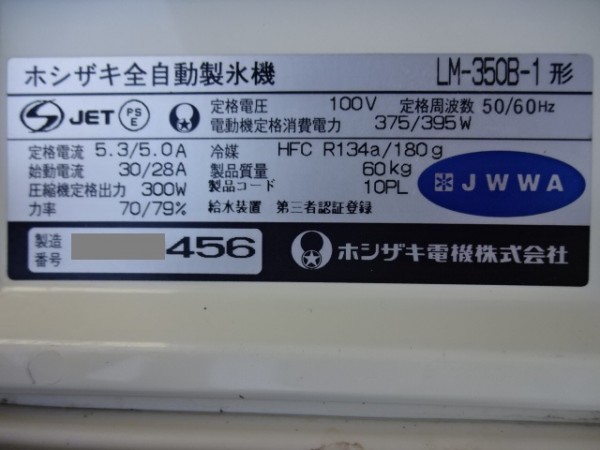 ホシザキ全自動製氷機 LM-350B-1形
JET PS E 定格電圧 100V 定格周波数 50/60Hz
電動機定格消費電力 375/395W
定格電流 5.3/5.0A 冷媒 HFC R134a/180g
始動電流 30/28A 製品質量 60kg
圧縮機定格出力 300W 製品コード 10PL
力率 70/79% 給水装置 第三者認証登録
JWWA
製造番号 456 ホシザキ電機株式会社